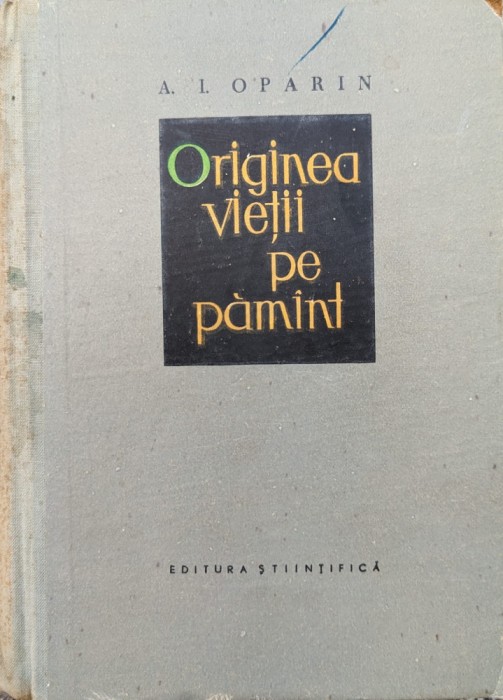 A. I. OPARIN
Originea
vieții
pe
pămînt
EDITURA ȘTIINȚIFICĂ